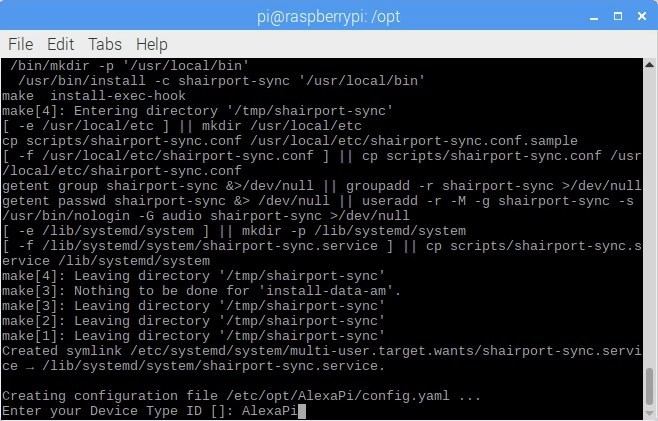 pi@raspberrypi: /opt
File Edit Tabs Help
/bin/mkdir -p '/usr/local/bin'
/usr/bin/install -c shairport-sync '/usr/local/bin'
make  install-exec-hook
make[4]: Entering directory '/tmp/shairport-sync'
[ -e /usr/local/etc ] || mkdir /usr/local/etc
cp scripts/shairport-sync.conf /usr/local/etc/shairport-sync.conf.sample
[ -f /usr/local/etc/shairport-sync.conf ] || cp scripts/shairport-sync.conf /usr
/local/etc/shairport-sync.conf
getent group shairport-sync &>/dev/null || groupadd -r shairport-sync >/dev/null
getent passwd shairport-sync &> /dev/null || useradd -r -M -g shairport-sync -s
/usr/bin/nologin -G audio shairport-sync >/dev/null
[ -e /lib/systemd/system ] || mkdir -p /lib/systemd/system
[ -f /lib/systemd/system/shairport-sync.service ] || cp scripts/shairport-sync.s
ervice /lib/systemd/system
make[4]: Leaving directory '/tmp/shairport-sync'
make[3]: Nothing to be done for 'install-data-am'.
make[3]: Leaving directory '/tmp/shairport-sync'
make[2]: Leaving directory '/tmp/shairport-sync'
make[1]: Leaving directory '/tmp/shairport-sync'
Created symlink /etc/systemd/system/multi-user.target.wants/shairport-sync.servi
ce → /lib/systemd/system/shairport-sync.service.
Creating configuration file /etc/opt/AlexaPi/config.yaml ...
Enter your Device Type ID []: AlexaPi